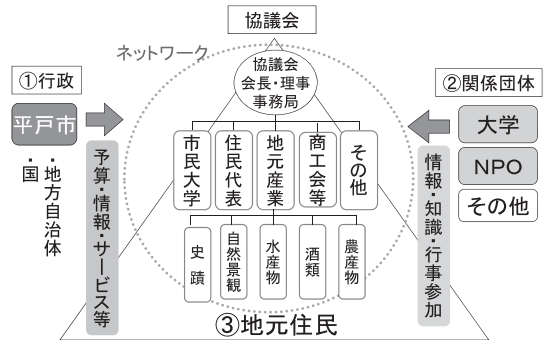 協議会
ネットワーク
協議会
会長・理事
事務局
①行政
平戸市
・地方自治体
・国
予算・情報・サービス等
②関係団体
大学
NPO
その他
情報・知識・行事参加
市民大学
住民代表
地元産業
商工会等
その他
史蹟
自然景観
水産物
酒類
農産物
③地元住民